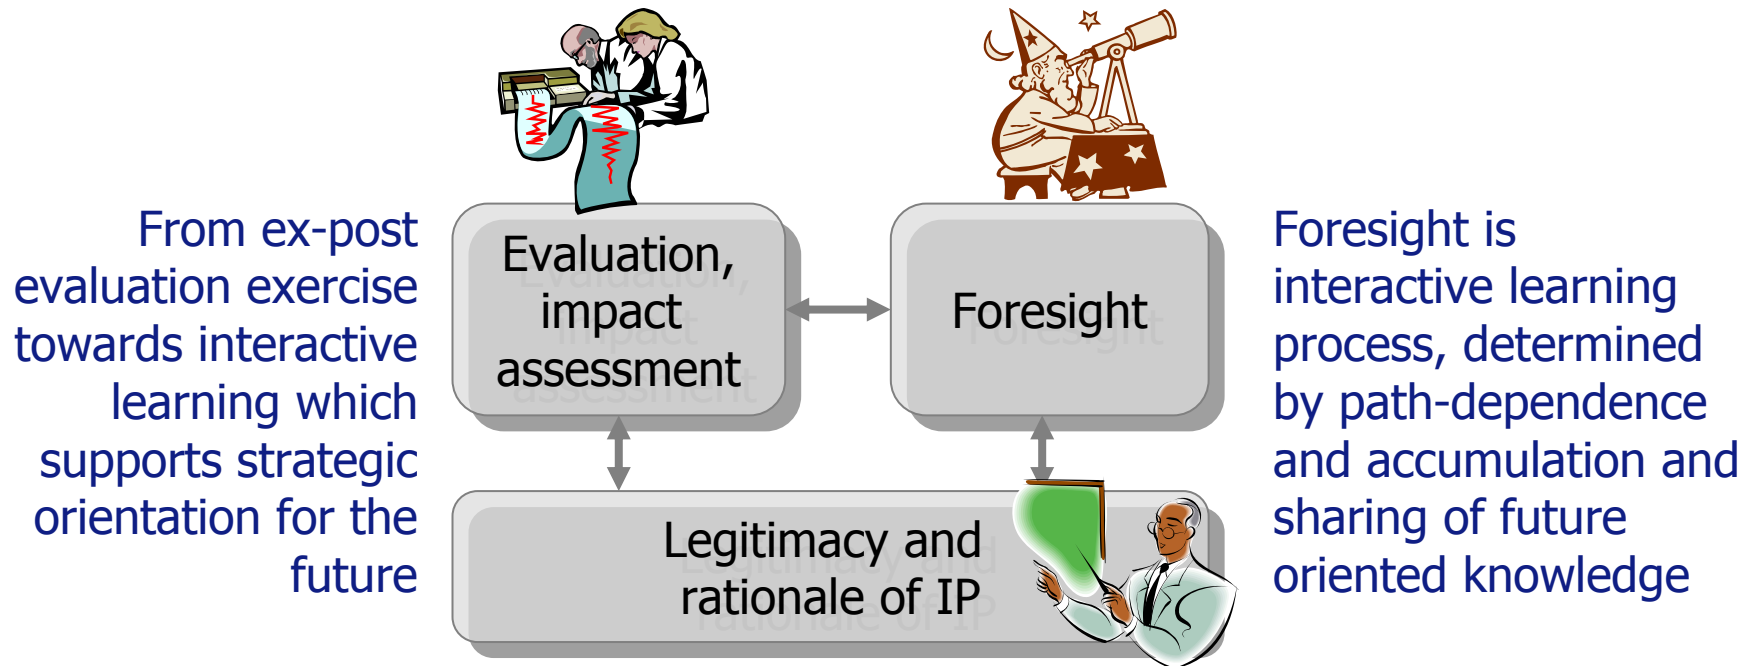 From ex-post
evaluation exercise
towards interactive
learning which
supports strategic
orientation for the
future
Evaluation,
impact
assessment
Foresight
Legitimacy and
rationale of IP
Foresight is
interactive learning
process, determined
by path-dependence
and accumulation and
sharing of future
oriented knowledge